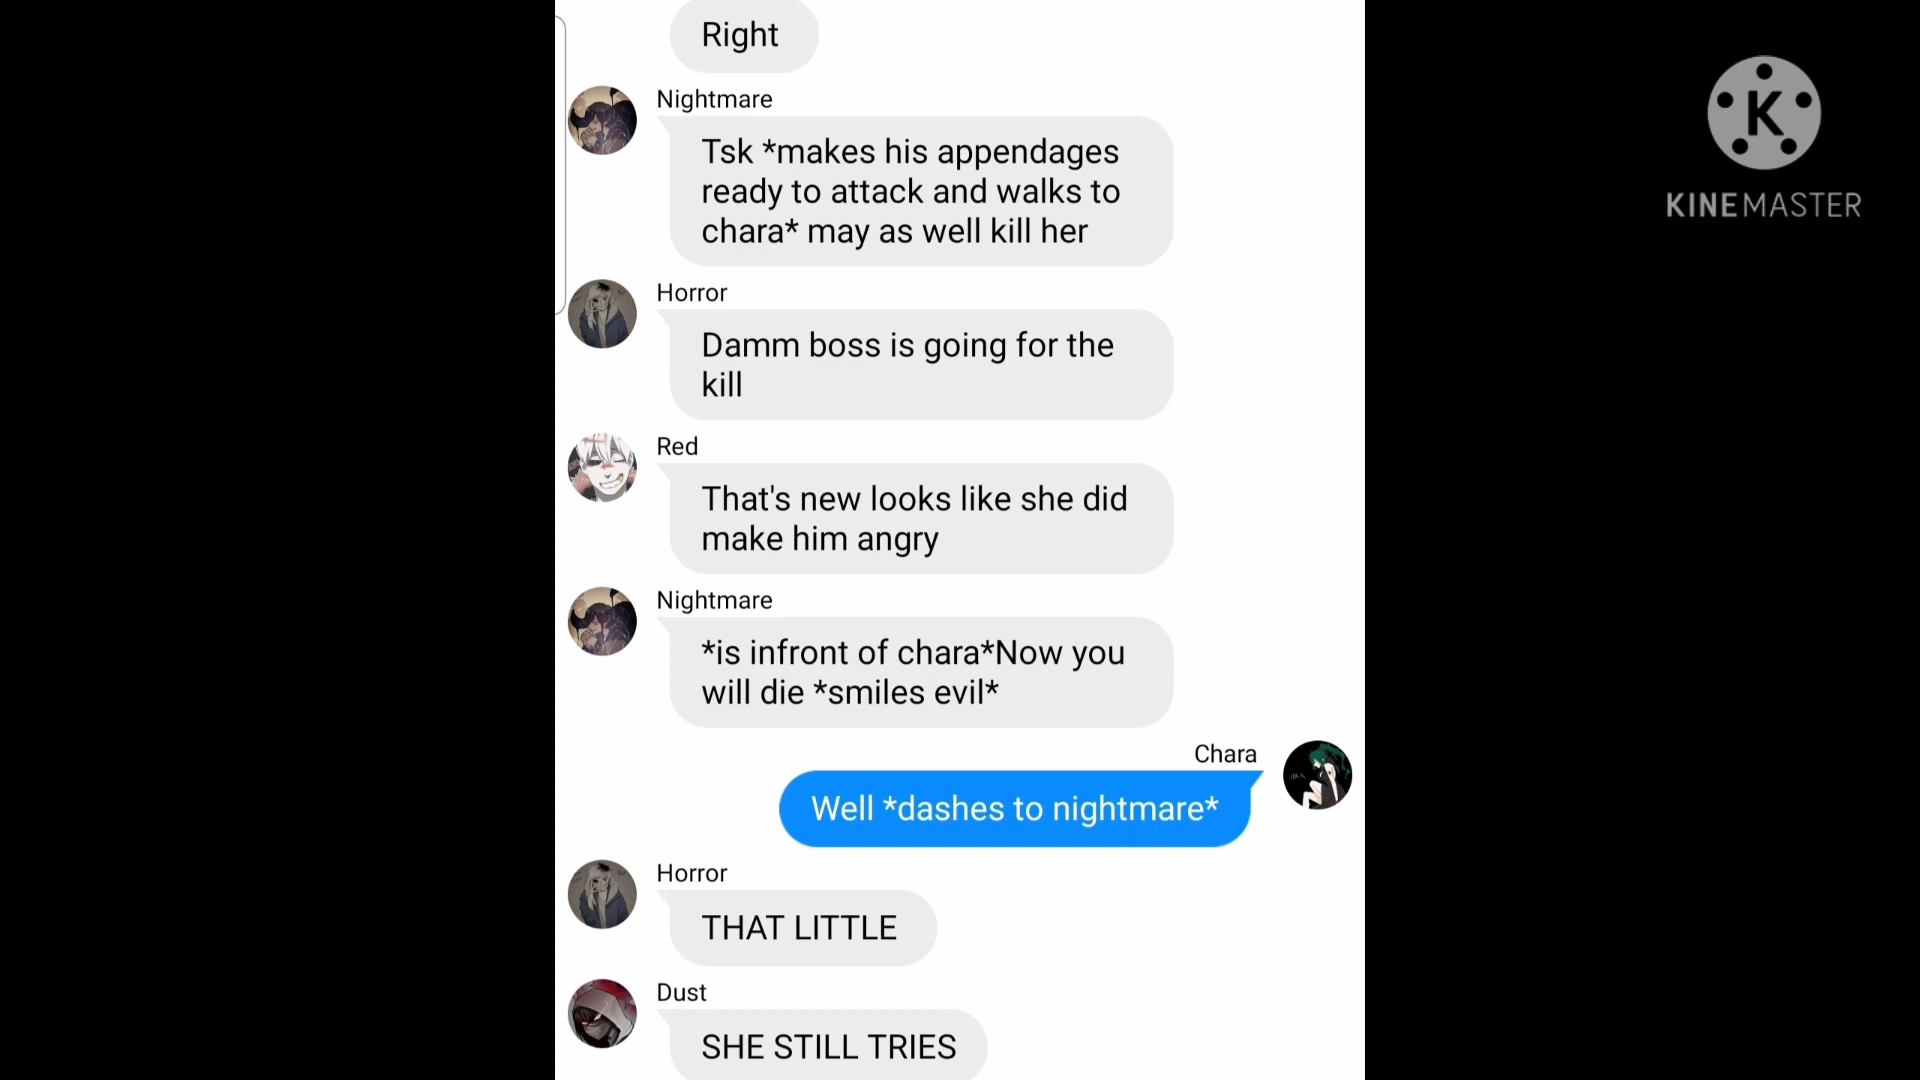 Right
Nightmare
Tsk *makes his appendages
ready to attack and walks to
chara* may as well kill her
Horror
Damm boss is going for the
kill
Red
That's new looks like she did
make him angry
Nightmare
*is infront of chara*Now you
will die *smiles evil*
Chara
Well *dashes to nightmare*
Horror
THAT LITTLE
Dust
SHE STILL TRIES
K
KINEMASTER